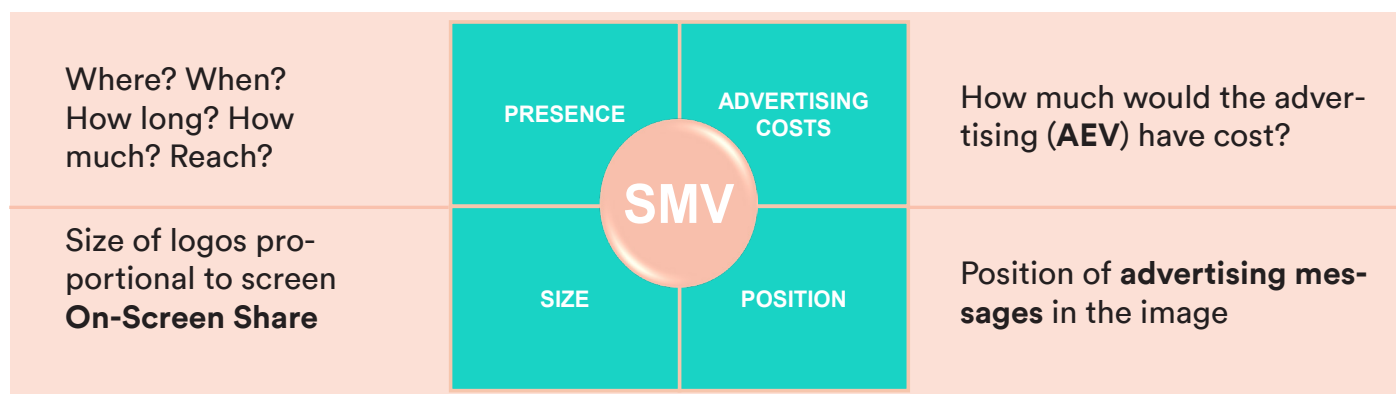 Where? When?
How long? How
much? Reach?
PRESENCE
ADVERTISING
COSTS
How much would the adver-
tising (AEV) have cost?
SMV
Size of logos pro-
portional to screen
On-Screen Share
SIZE
POSITION
Position of advertising mes-
sages in the image